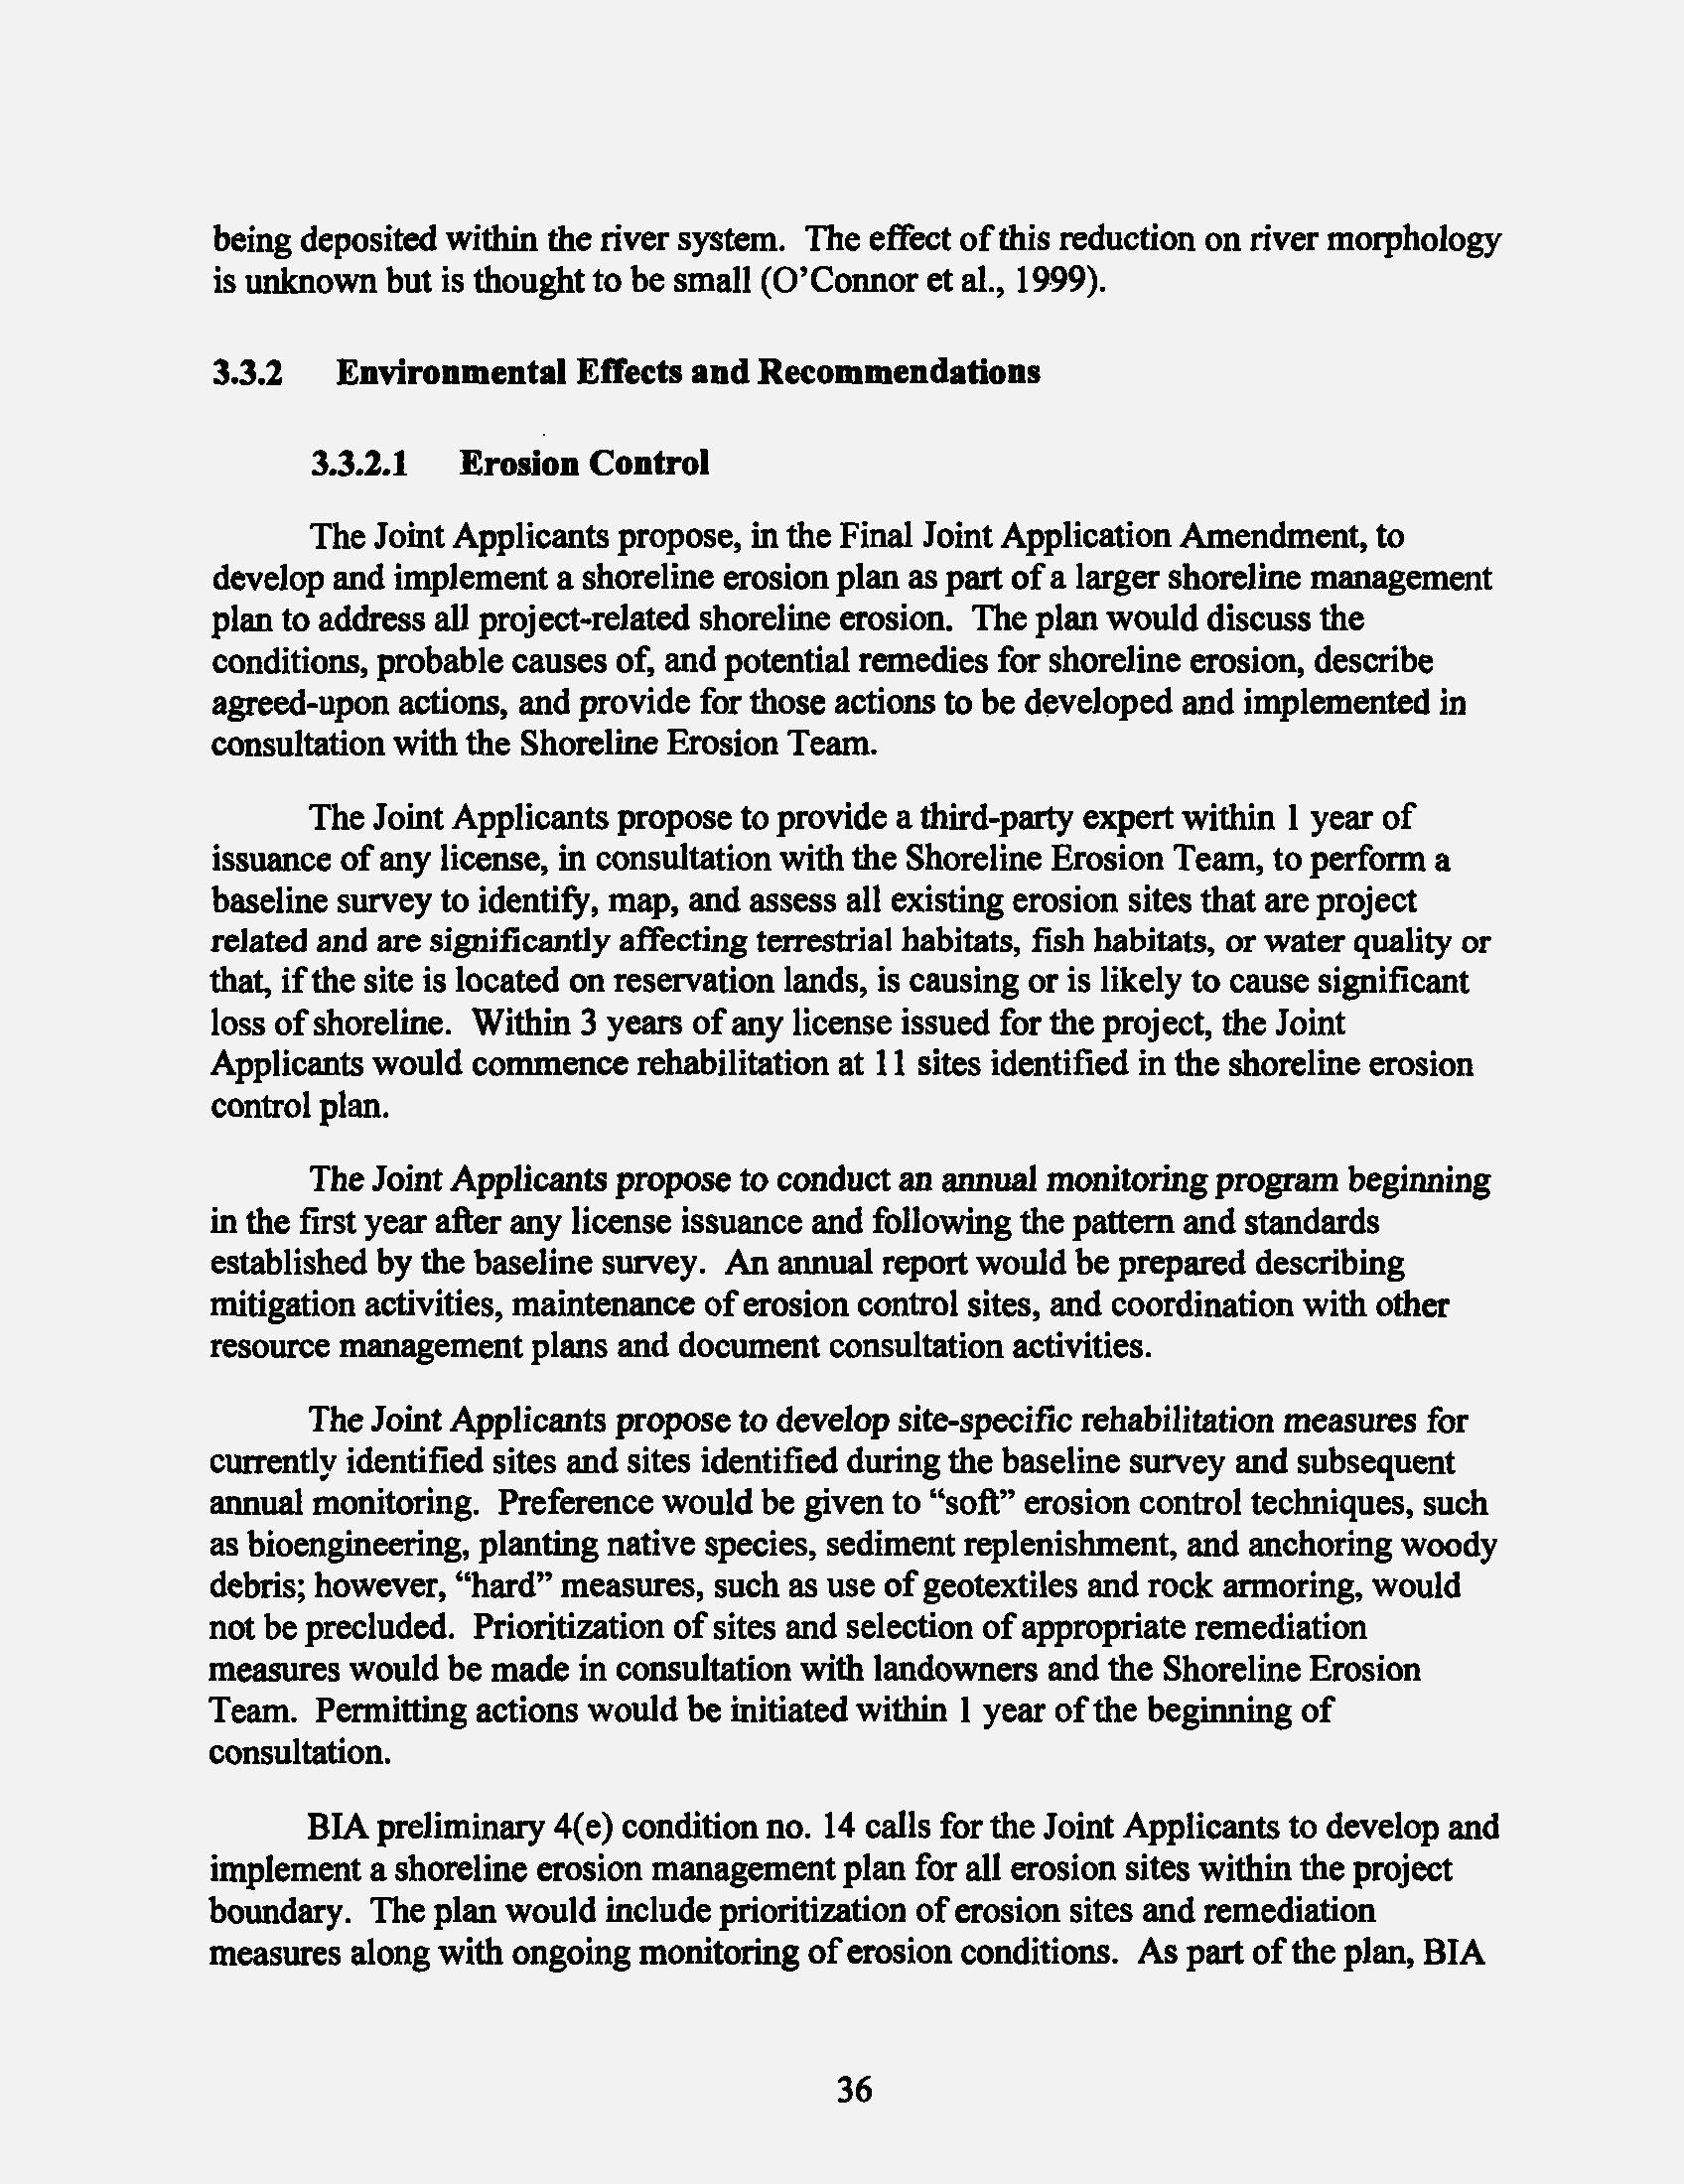 being deposited within the river system.  The effect of this reduction on river morphology
is unknown but is thought to be small (O’Connor et al., 1999).
3.3.2 Environmental Effects and Recommendations
3.3.2.1 Erosion Control
The Joint Applicants propose, in the Final Joint Application Amendment, to
develop and implement a shoreline erosion plan as part of a larger shoreline management
plan to address all project-related shoreline erosion.  The plan would discuss the
conditions, probable causes of, and potential remedies for shoreline erosion, describe
agreed-upon actions, and provide for those actions to be developed and implemented in
consultation with the Shoreline Erosion Team.
The Joint Applicants propose to provide a third-party expert within 1 year of
issuance of any license, in consultation with the Shoreline Erosion Team, to perform a
baseline survey to identify, map, and assess all existing erosion sites that are project
related and are significantly affecting terrestrial habitats, fish habitats, or water quality or
that, if the site is located on reservation lands, is causing or is likely to cause significant
loss of shoreline.  Within 3 years of any license issued for the project, the Joint
Applicants would commence rehabilitation at 11 sites identified in the shoreline erosion
control plan.
The Joint Applicants propose to conduct an annual monitoring program beginning
in the first year after any license issuance and following the pattern and standards
established by the baseline survey.  An annual report would be prepared describing
mitigation activities, maintenance of erosion control sites, and coordination with other
resource management plans and document consultation activities.
The Joint Applicants propose to develop site-specific rehabilitation measures for
currently identified sites and sites identified during the baseline survey and subsequent
annual monitoring.  Preference would be given to “soft” erosion control techniques, such
as bioengineering, planting native species, sediment replenishment, and anchoring woody
debris; however, “hard” measures, such as use of geotextiles and rock armoring, would
not be precluded.  Prioritization of sites and selection of appropriate remediation
measures would be made in consultation with landowners and the Shoreline Erosion
Team.  Permitting actions would be initiated within 1 year of the beginning of
consultation.
BIA preliminary 4(e) condition no. 14 calls for the Joint Applicants to develop and
implement a shoreline erosion management plan for all erosion sites within the project
boundary.  The plan would include prioritization of erosion sites and remediation
measures along with ongoing monitoring of erosion conditions.  As part of the plan, BIA
36